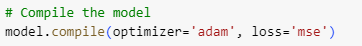 # Compile the model
model.compile(optimizer='adam', loss='mse')